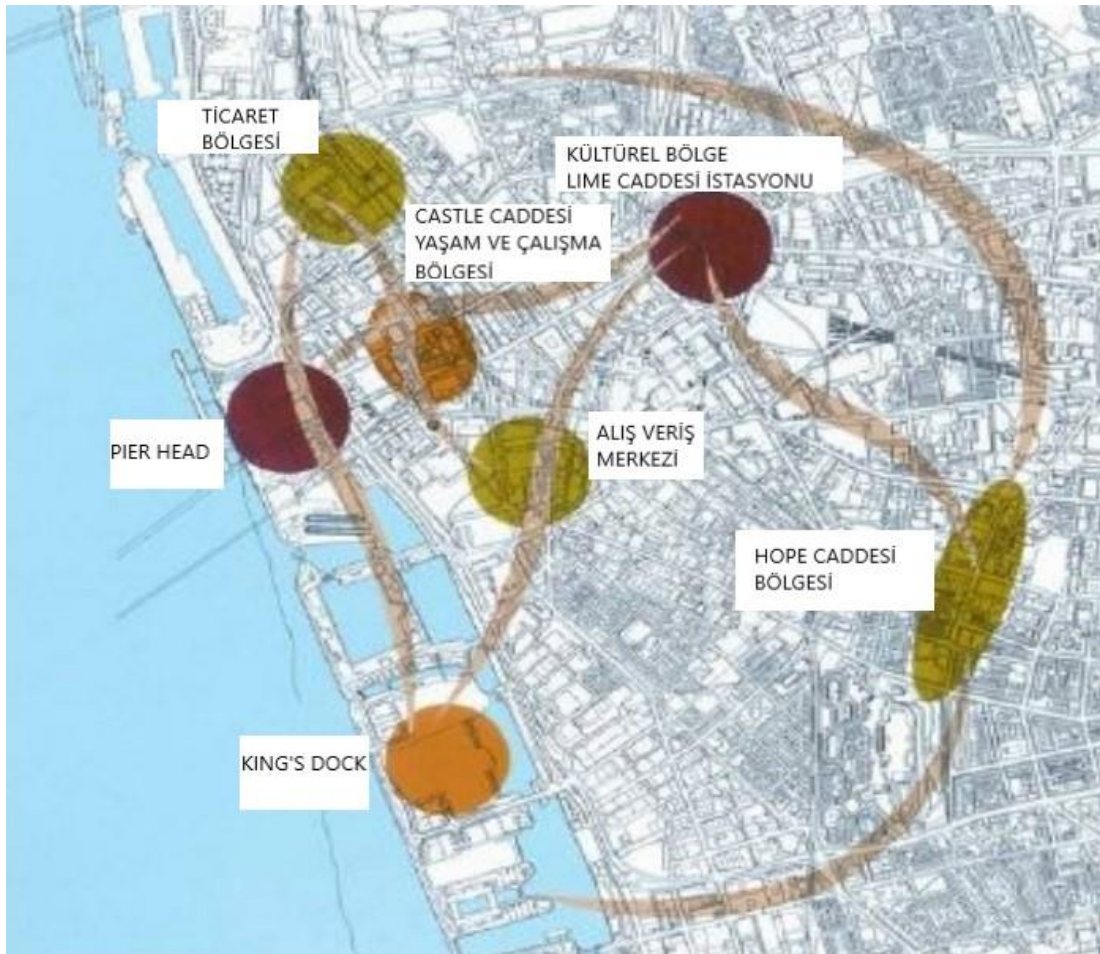 TİCARET
BÖLGESİ
KÜLTÜREL BÖLGE
LIME CADDESİ İSTASYONU
CASTLE CADDESİ
YAŞAM VE ÇALIŞMA
BÖLGESİ
PIER HEAD
ALIŞ VERİŞ
MERKEZİ
HOPE CADDESİ
BÖLGESİ
KING'S DOCK